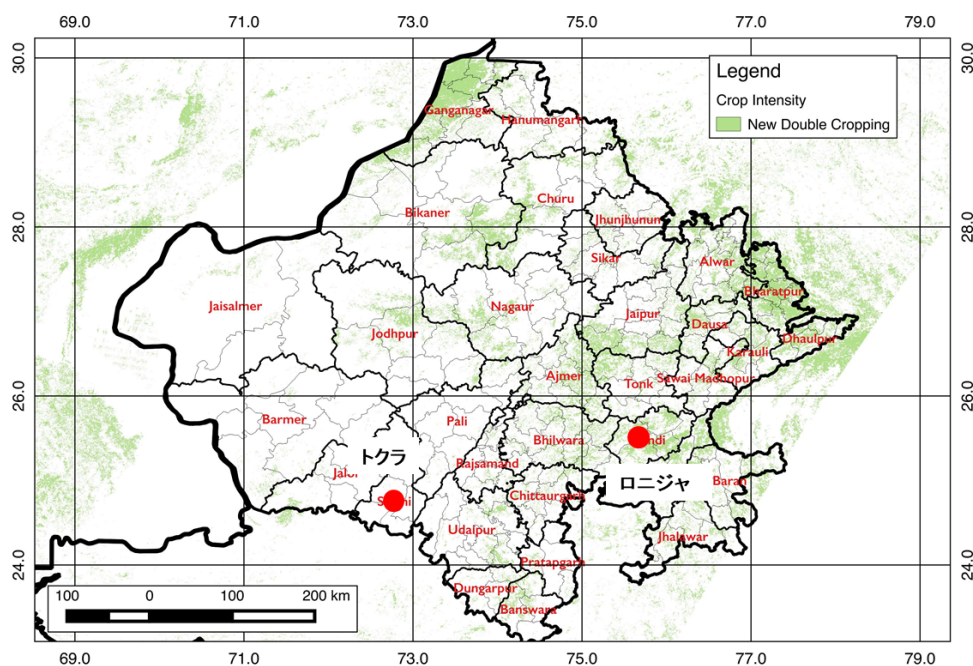 69.0 71.0 73.0 75.0 77.0 79.0
30.0
30.0
Legend
Crop Intensity
New Double Cropping
Ganganagar
Hanumangarh
Churu
Bikaner
Jhunjhunun
28.0
28.0
Sikar
Alwar
Bharatpur
Jaisalmer
Nagaur
Jaipur
Jodhpur
Dausa
Dhaulpur
Karauli
Ajmer
Tonk
Sawai Madhopur
26.0
26.0
Barmer
Pali
Bhilwara
トクラ
Rajsamand
Jalor
ロニジャ
Baran
Chittaurgarh
Udaipur
Jhalawar
24.0
24.0
Pratapgarh
Dungarpur
Banswara
100 0 100 200 km
69.0 71.0 73.0 75.0 77.0 79.0